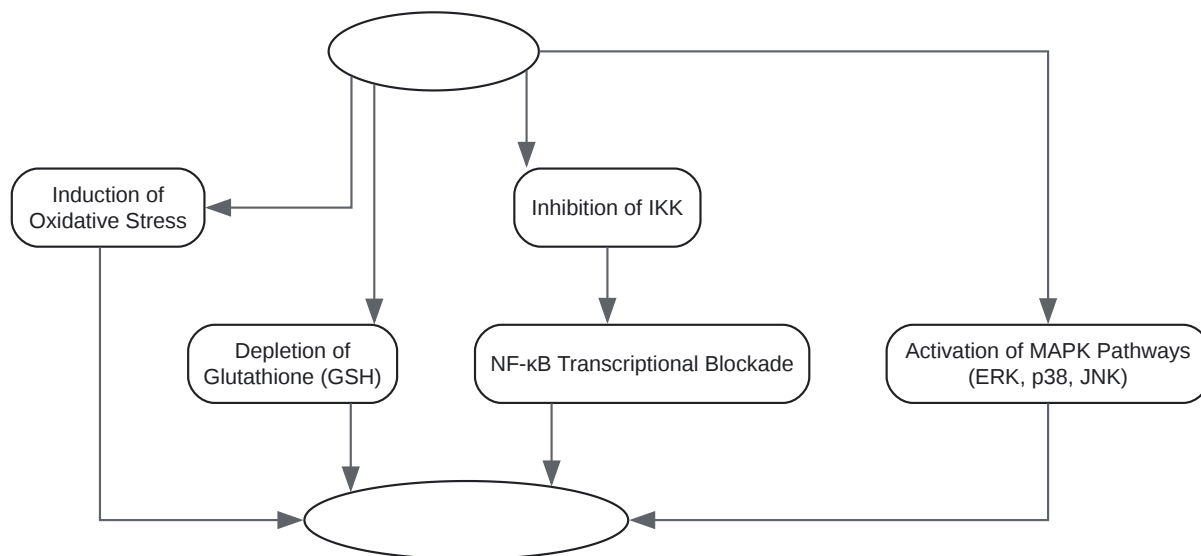 Induction of
Oxidative Stress
Inhibition of IKK
Depletion of
Glutathione (GSH)
NF-κB Transcriptional Blockade
Activation of MAPK Pathways
(ERK, p38, JNK)